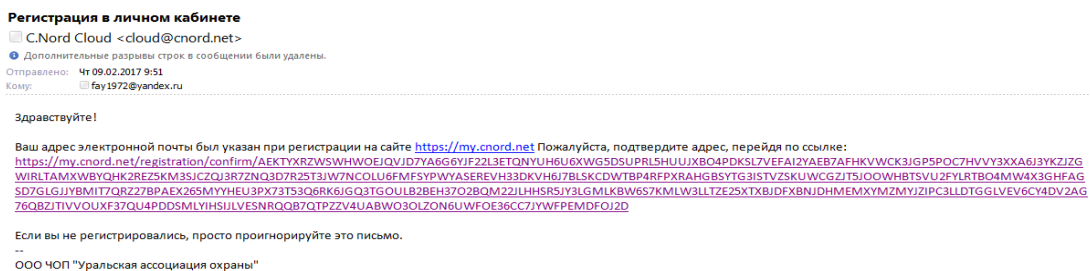 Регистрация в личном кабинете
C.Nord Cloud <cloud@cnord.net>
Дополнительные разрывы строк в сообщении были удалены.
Отправлено: Чт 09.02.2017 9:51
Кому: fay1972@yandex.ru
Здравствуйте!
Ваш адрес электронной почты был указан при регистрации на сайте https://my.cnord.net Пожалуйста, подтвердите адрес, перейдя по ссылке:
https://my.cnord.net/registration/confirm/AEKTYXRZWSWHWOEJQVJD7YA6G6YJF22L3ETQNYUH6U6XWG5DSUPRL5HUUJXBO4PDKSL7VEFAI2YAEB7AFHKVWCK3JGP5POC7HVVY3XXA6J3YKZJZG
WIRLTAMXWBYQHK2REZ5KM3SJCZQJ3R7ZNQ3D7R25T3JW7NCOLU6FMFSYPWYASEREVH33DKVH6J7BLSKCDWTBP4RFPXRAHGBSYTG3ISTVZSKUWCGZJT5JOOWHBTSVU2FYLRTBO4MW4X3GHFAG
SD7GLGJJYBMIT7QRZ27BPAEX265MYYHEU3PX73T53Q6RK6JGQ3TGOULB2BEH37O2BQM22JLHHSR5JY3LGMLKBW6S7KMLW3LLTZE25XTXBJDFXBNJDHMEMXYMZMYJZIPC3LLDTGGLVEV6CY4DV2AG
76QBZJTIVVOUXF37QU4PDDSMLYIHSIJLVESNRQQB7QTPZZV4UABWO3OLZON6UWFOE36CC7JYWFPEMDFOJ2D
Если вы не регистрировались, просто проигнорируйте это письмо.
--
ООО ЧОП "Уральская ассоциация охраны"